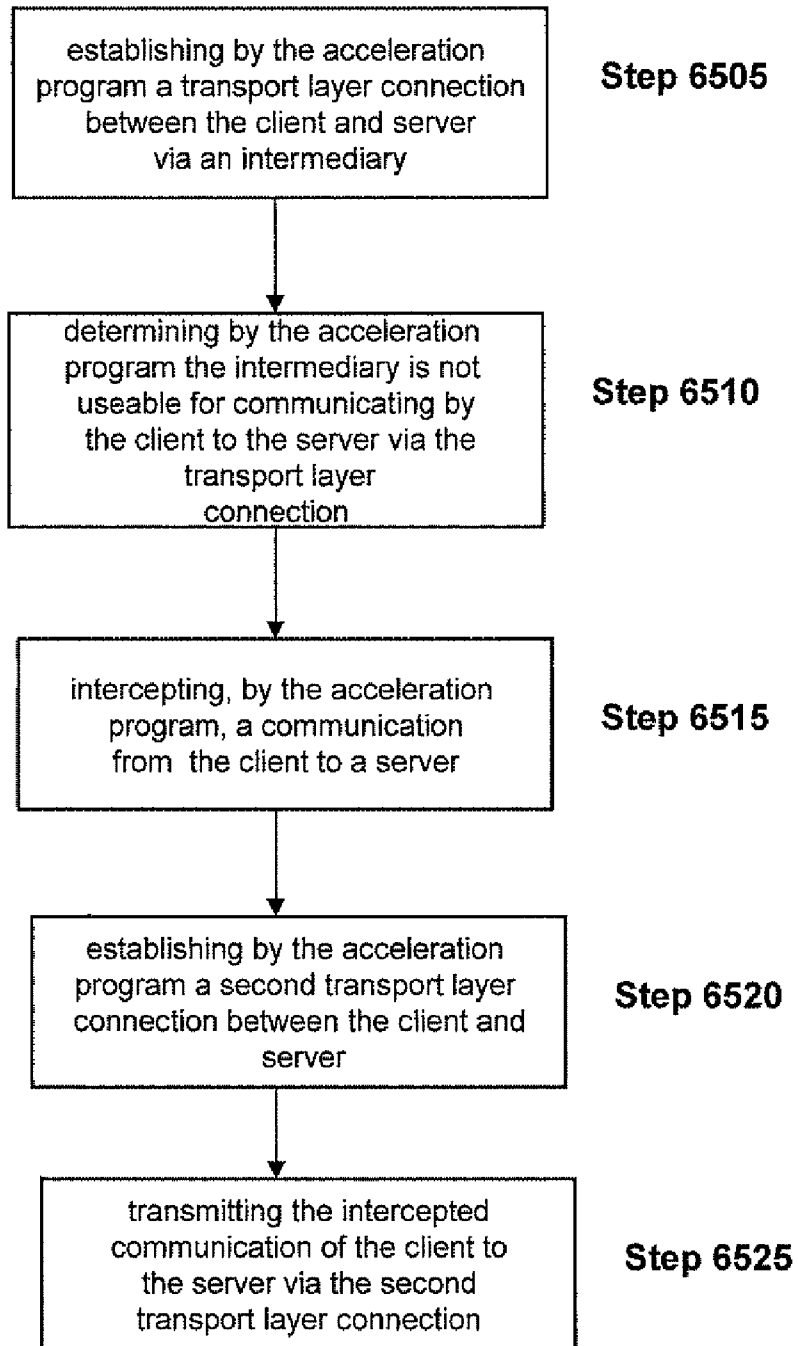 establishing by the acceleration
program a transport layer connection
between the client and server
via an intermediary
Step 6505
determining by the acceleration
program the intermediary is not
useable for communicating by
the client to the server via the
transport layer
connection
Step 6510
intercepting, by the acceleration
program, a communication
from the client to a server
Step 6515
establishing by the acceleration
program a second transport layer
connection between the client and
server
Step 6520
transmitting the intercepted
communication of the client to
the server via the second
transport layer connection
Step 6525